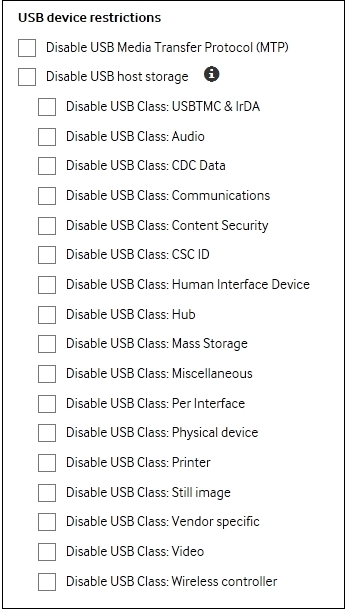 USB device restrictions
Disable USB Media Transfer Protocol (MTP)
Disable USB host storage
Disable USB Class: USBTMC & IrDA
Disable USB Class: Audio
Disable USB Class: CDC Data
Disable USB Class: Communications
Disable USB Class: Content Security
Disable USB Class: CSC ID
Disable USB Class: Human Interface Device
Disable USB Class: Hub
Disable USB Class: Mass Storage
Disable USB Class: Miscellaneous
Disable USB Class: Per Interface
Disable USB Class: Physical device
Disable USB Class: Printer
Disable USB Class: Still image
Disable USB Class: Vendor specific
Disable USB Class: Video
Disable USB Class: Wireless controller